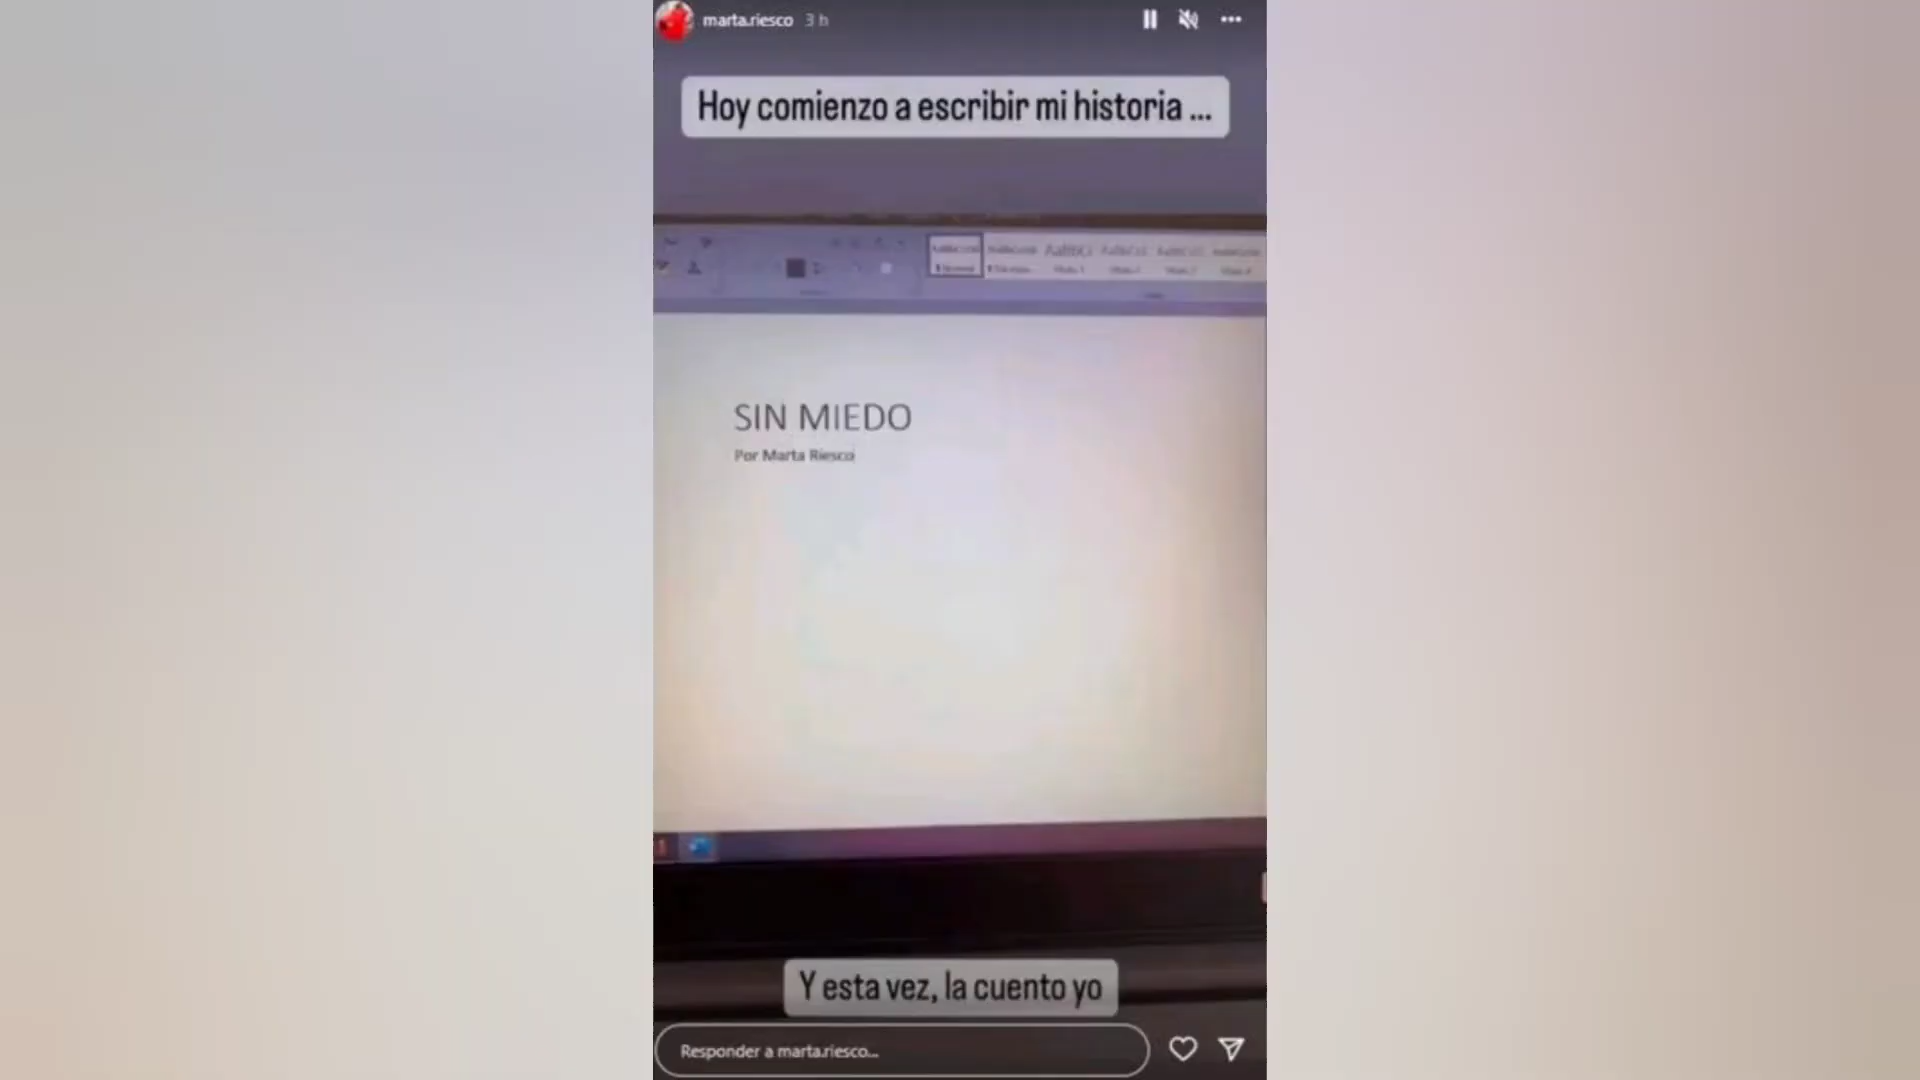 marta.riesco 3 h
Hoy comienzo a escribir mi historia ...
SIN MIEDO
Por Marta Riesco
Y esta vez, la cuento yo
Responder a marta.riesco...